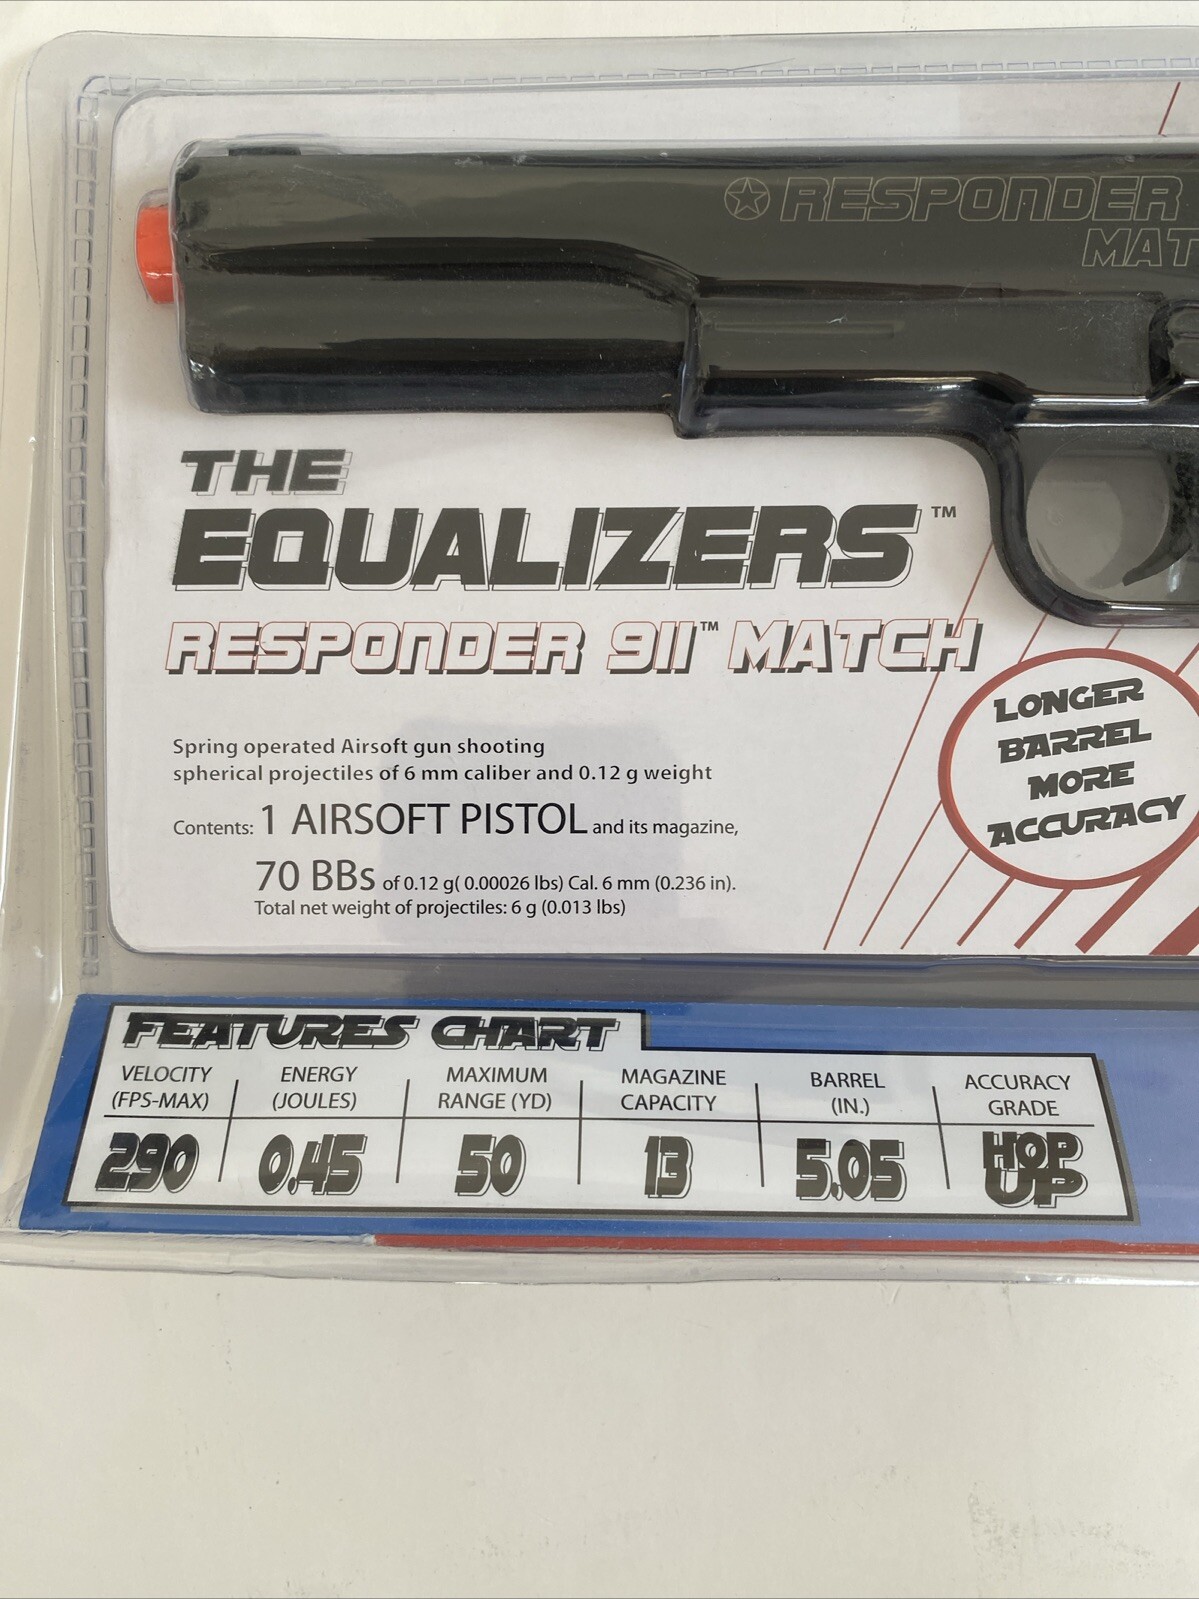 RESPONDER
MAT
THE
EQUALIZERS™
RESPONDER 911™ MATCH
LONGER
BARREL
MORE
ACCURACY
Spring operated Airsoft gun shooting
spherical projectiles of 6 mm caliber and 0.12 g weight
Contents: 1 AIRSOFT PISTOL and its magazine,
70 BBs of 0.12 g( 0.00026 lbs) Cal. 6 mm (0.236 in).
Total net weight of projectiles: 6 g (0.013 lbs)
FEATURES CHART
VELOCITY ENERGY MAXIMUM MAGAZINE BARREL ACCURACY
(FPS-MAX) (JOULES) RANGE (YD) CAPACITY (IN.) GRADE
290 0.45 50 13 5.05 HOP
UP